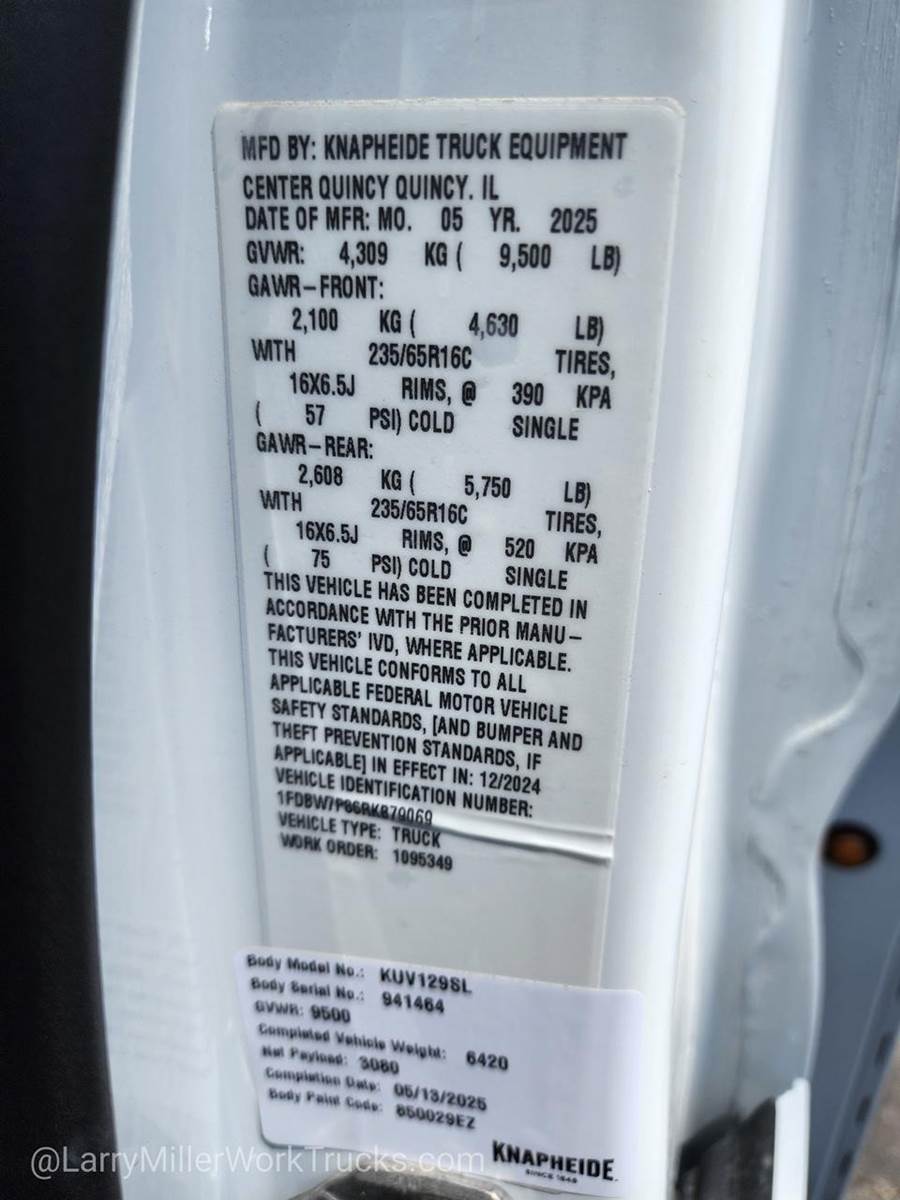 MFD BY: KNAPHEIDE TRUCK EQUIPMENT
CENTER QUINCY QUINCY. IL
DATE OF MFR: MO. 05 YR. 2025
GVWR: 4,309 KG ( 9,500 LB)
GAWR-FRONT:
2,100 KG ( 4,630 LB)
WITH 235/65R16C TIRES,
16X6.5J RIMS, @ 390 KPA
( 57 PSI) COLD SINGLE
GAWR-REAR:
2,608 KG ( 5,750 LB)
WITH 235/65R16C TIRES,
16X6.5J RIMS, @ 520 KPA
( 75 PSI) COLD SINGLE
THIS VEHICLE HAS BEEN COMPLETED IN
ACCORDANCE WITH THE PRIOR MANU-
FACTURERS' IVD, WHERE APPLICABLE.
THIS VEHICLE CONFORMS TO ALL
APPLICABLE FEDERAL MOTOR VEHICLE
SAFETY STANDARDS, [AND BUMPER AND
THEFT PREVENTION STANDARDS, IF
APPLICABLE] IN EFFECT IN: 12/2024
VEHICLE IDENTIFICATION NUMBER:
VEHICLE TYPE: TRUCK
WORK ORDER: 1095349
Body Model No.: KUV129SL
Body Serial No.: 941464
GVWR: 9500
Completed Vehicle Weight: 6420
Net Payload: 3080
Completion Date: 05/13/2025
Body Paint Code: 850029EZ
KNAPHEIDE
SINCE 1848
@LarryMillerWorkTrucks.com